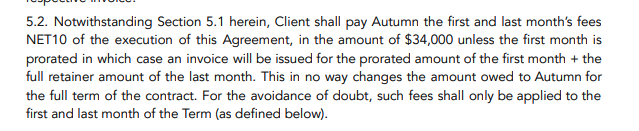 5.2. Notwithstanding Section 5.1 herein, Client shall pay Autumn the first and last month’s fees
NET10 of the execution of this Agreement, in the amount of $34,000 unless the first month is
prorated in which case an invoice will be issued for the prorated amount of the first month + the
full retainer amount of the last month. This in no way changes the amount owed to Autumn for
the full term of the contract. For the avoidance of doubt, such fees shall only be applied to the
first and last month of the Term (as defined below).